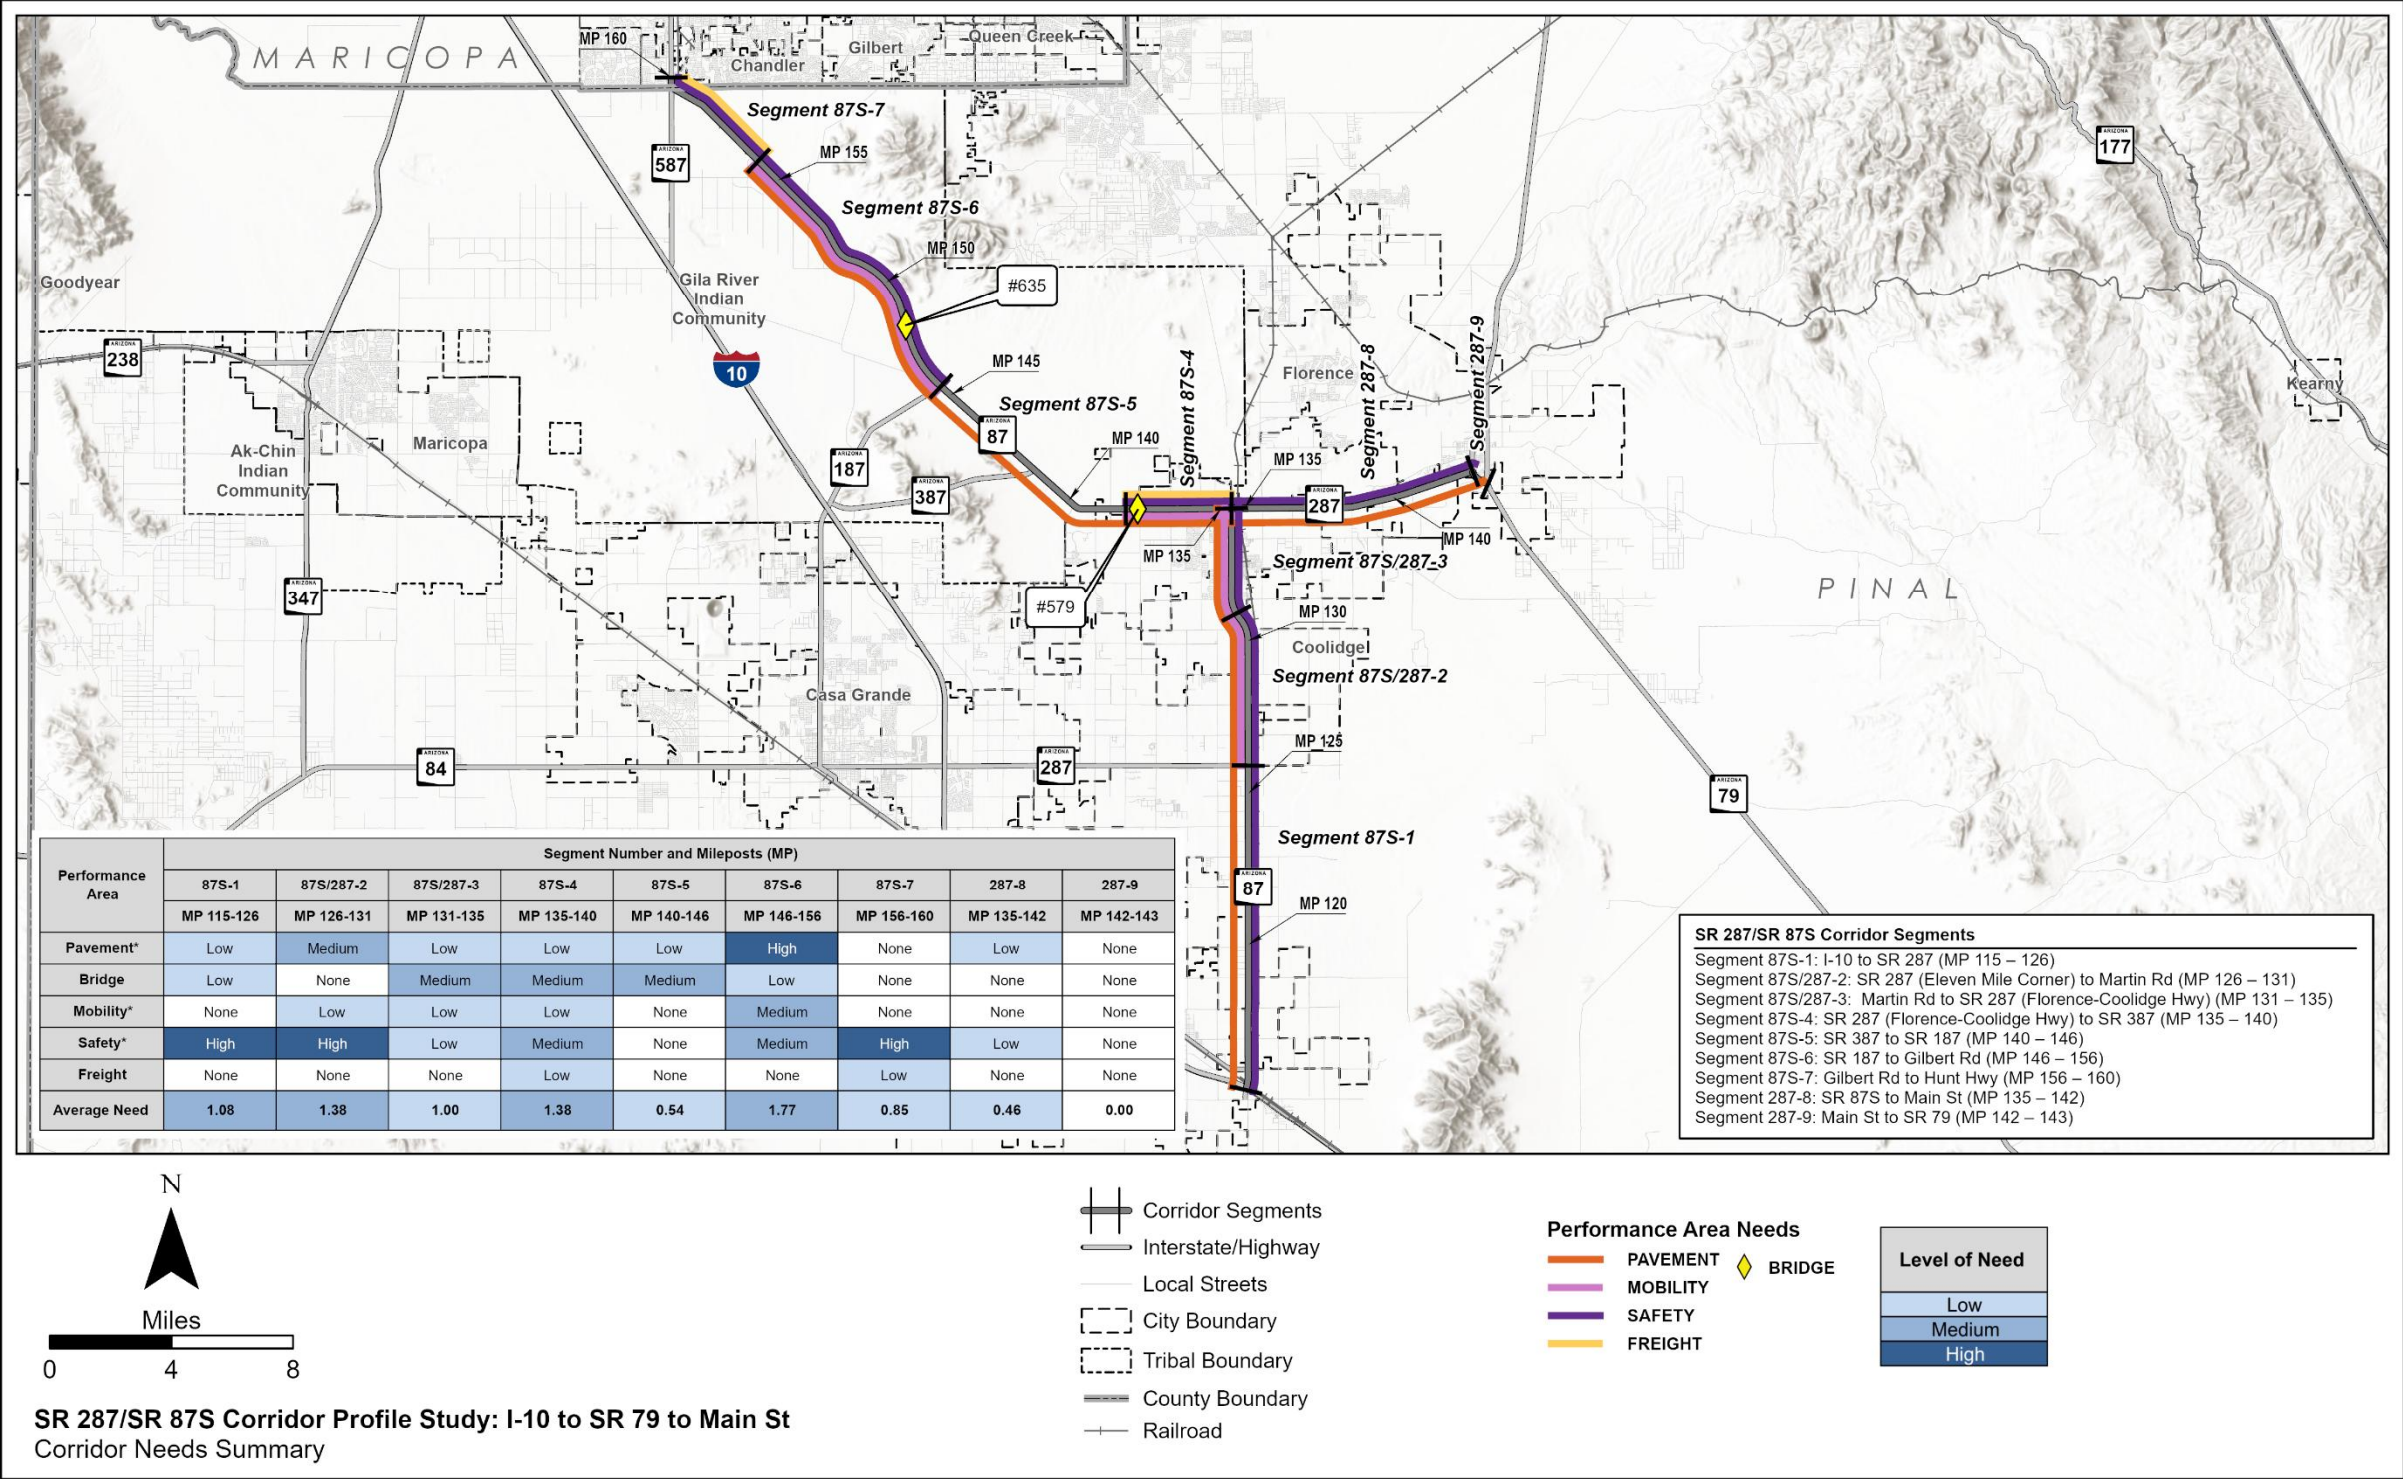 MARICOPA
MP 160
Chandler
Gilbert
Queen Creek
Segment 87S-7
ARIZONA
587
MP 155
ARIZONA
177
Segment 87S-6
MP 150
Goodyear
Gila River
Indian
Community
#635
ARIZONA
238
10
MP 145
Segment 87S-4
Florence
Segment 287-8
Segment 287-9
Kearny
Segment 87S-5
ARIZONA
87
MP 140
Maricopa
Ak-Chin
Indian
Community
ARIZONA
187
ARIZONA
387
MP 135
ARIZONA
287
MP 140
MP 135
Segment 87S/287-3
ARIZONA
347
#579
PINAL
MP 130
Coolidge
Segment 87S/287-2
Casa Grande
MP 125
ARIZONA
84
ARIZONA
287
ARIZONA
79
Segment 87S-1
ARIZONA
87
MP 120
Performance
Area
Segment Number and Mileposts (MP)
87S-1 87S/287-2 87S/287-3 87S-4 87S-5 87S-6 87S-7 287-8 287-9
MP 115-126 MP 126-131 MP 131-135 MP 135-140 MP 140-146 MP 146-156 MP 156-160 MP 135-142 MP 142-143
Pavement* Low Medium Low Low Low High None Low None
Bridge Low None Medium Medium Medium Low None None None
Mobility* None Low Low Low None Medium None None None
Safety* High High Low Medium None Medium High Low None
Freight None None None Low None None Low None None
Average Need 1.08 1.38 1.00 1.38 0.54 1.77 0.85 0.46 0.00
SR 287/SR 87S Corridor Segments
Segment 87S-1: I-10 to SR 287 (MP 115 – 126)
Segment 87S/287-2: SR 287 (Eleven Mile Corner) to Martin Rd (MP 126 – 131)
Segment 87S/287-3: Martin Rd to SR 287 (Florence-Coolidge Hwy) (MP 131 – 135)
Segment 87S-4: SR 287 (Florence-Coolidge Hwy) to SR 387 (MP 135 – 140)
Segment 87S-5: SR 387 to SR 187 (MP 140 – 146)
Segment 87S-6: SR 187 to Gilbert Rd (MP 146 – 156)
Segment 87S-7: Gilbert Rd to Hunt Hwy (MP 156 – 160)
Segment 287-8: SR 87S to Main St (MP 135 – 142)
Segment 287-9: Main St to SR 79 (MP 142 – 143)
N
Miles
0 4 8
Corridor Segments
Interstate/Highway
Local Streets
City Boundary
Tribal Boundary
County Boundary
Railroad
Performance Area Needs
PAVEMENT
BRIDGE
MOBILITY
SAFETY
FREIGHT
Level of Need
Low
Medium
High
SR 287/SR 87S Corridor Profile Study: I-10 to SR 79 to Main St
Corridor Needs Summary